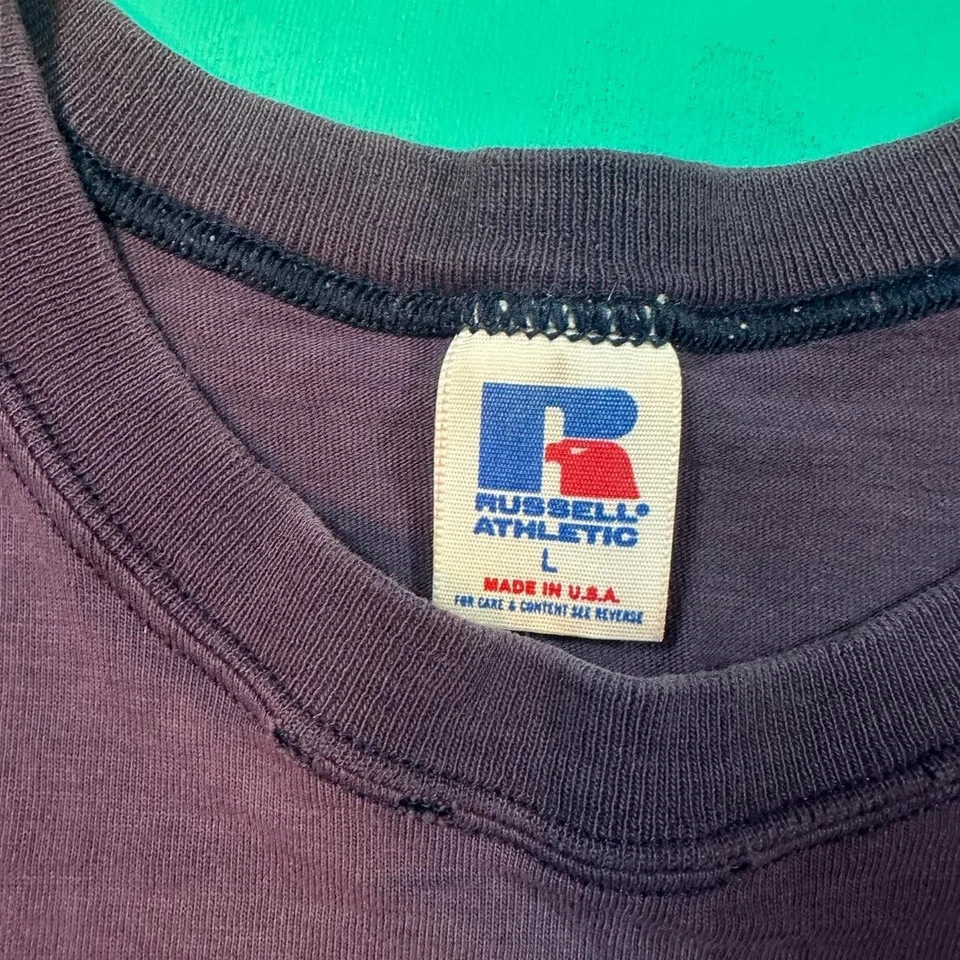 R
RUSSELL®
ATHLETIC
L
MADE IN U.S.A.
FOR CARE & CONTENT SEE REVERSE